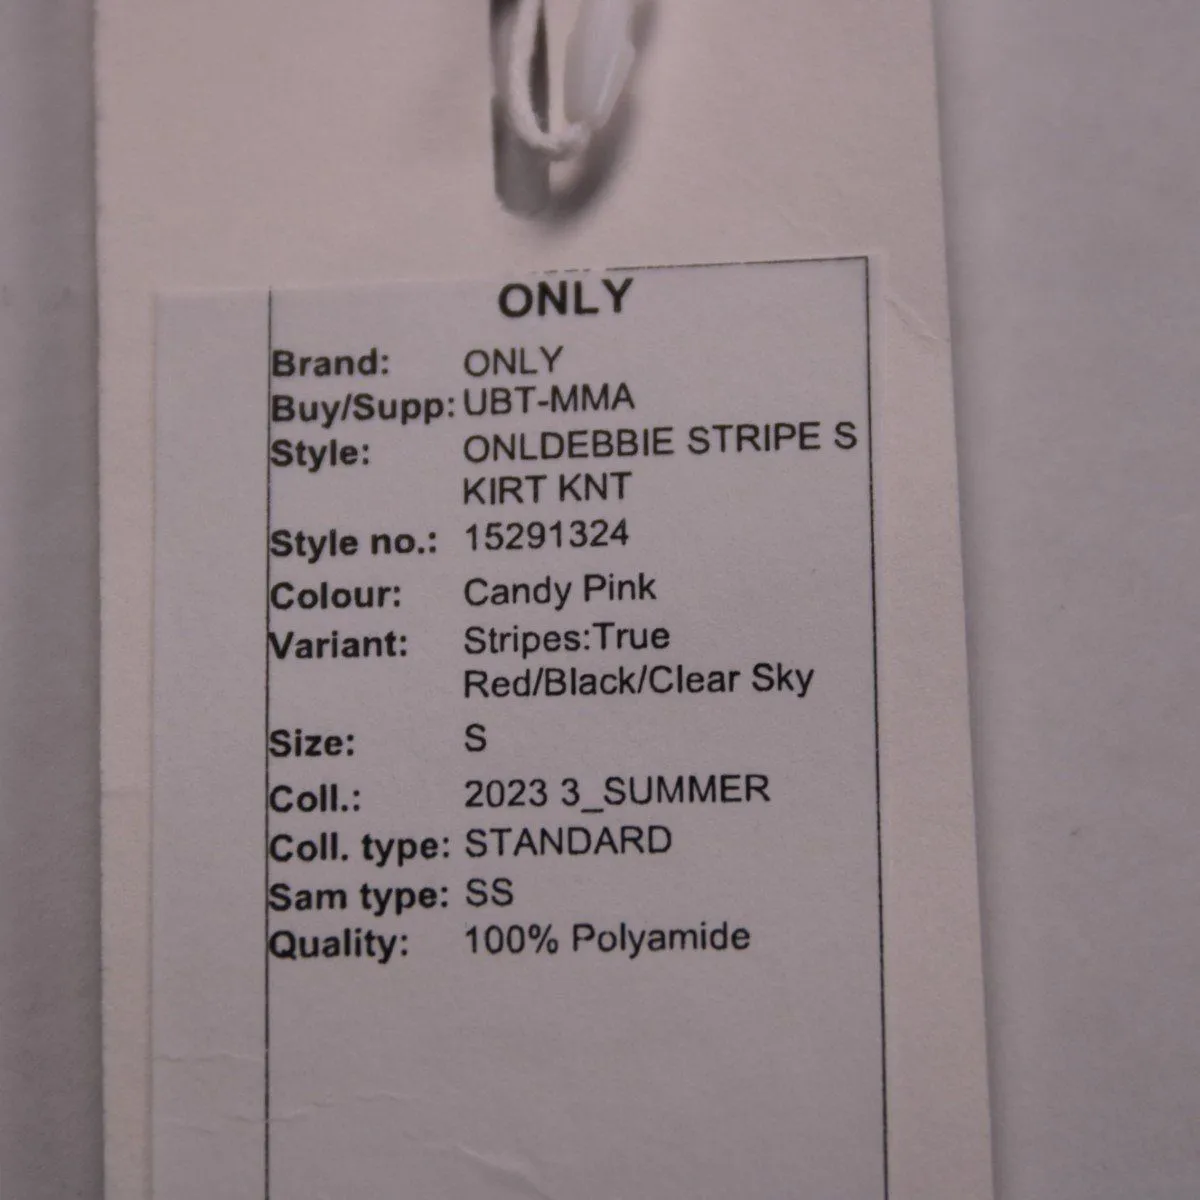 ONLY
Brand: ONLY
Buy/Supp: UBT-MMA
Style: ONLDEBBIE STRIPE S
KIRT KNT
Style no.: 15291324
Colour: Candy Pink
Variant: Stripes:True
Red/Black/Clear Sky
Size: S
Coll.: 2023 3_SUMMER
Coll. type: STANDARD
Sam type: SS
Quality: 100% Polyamide